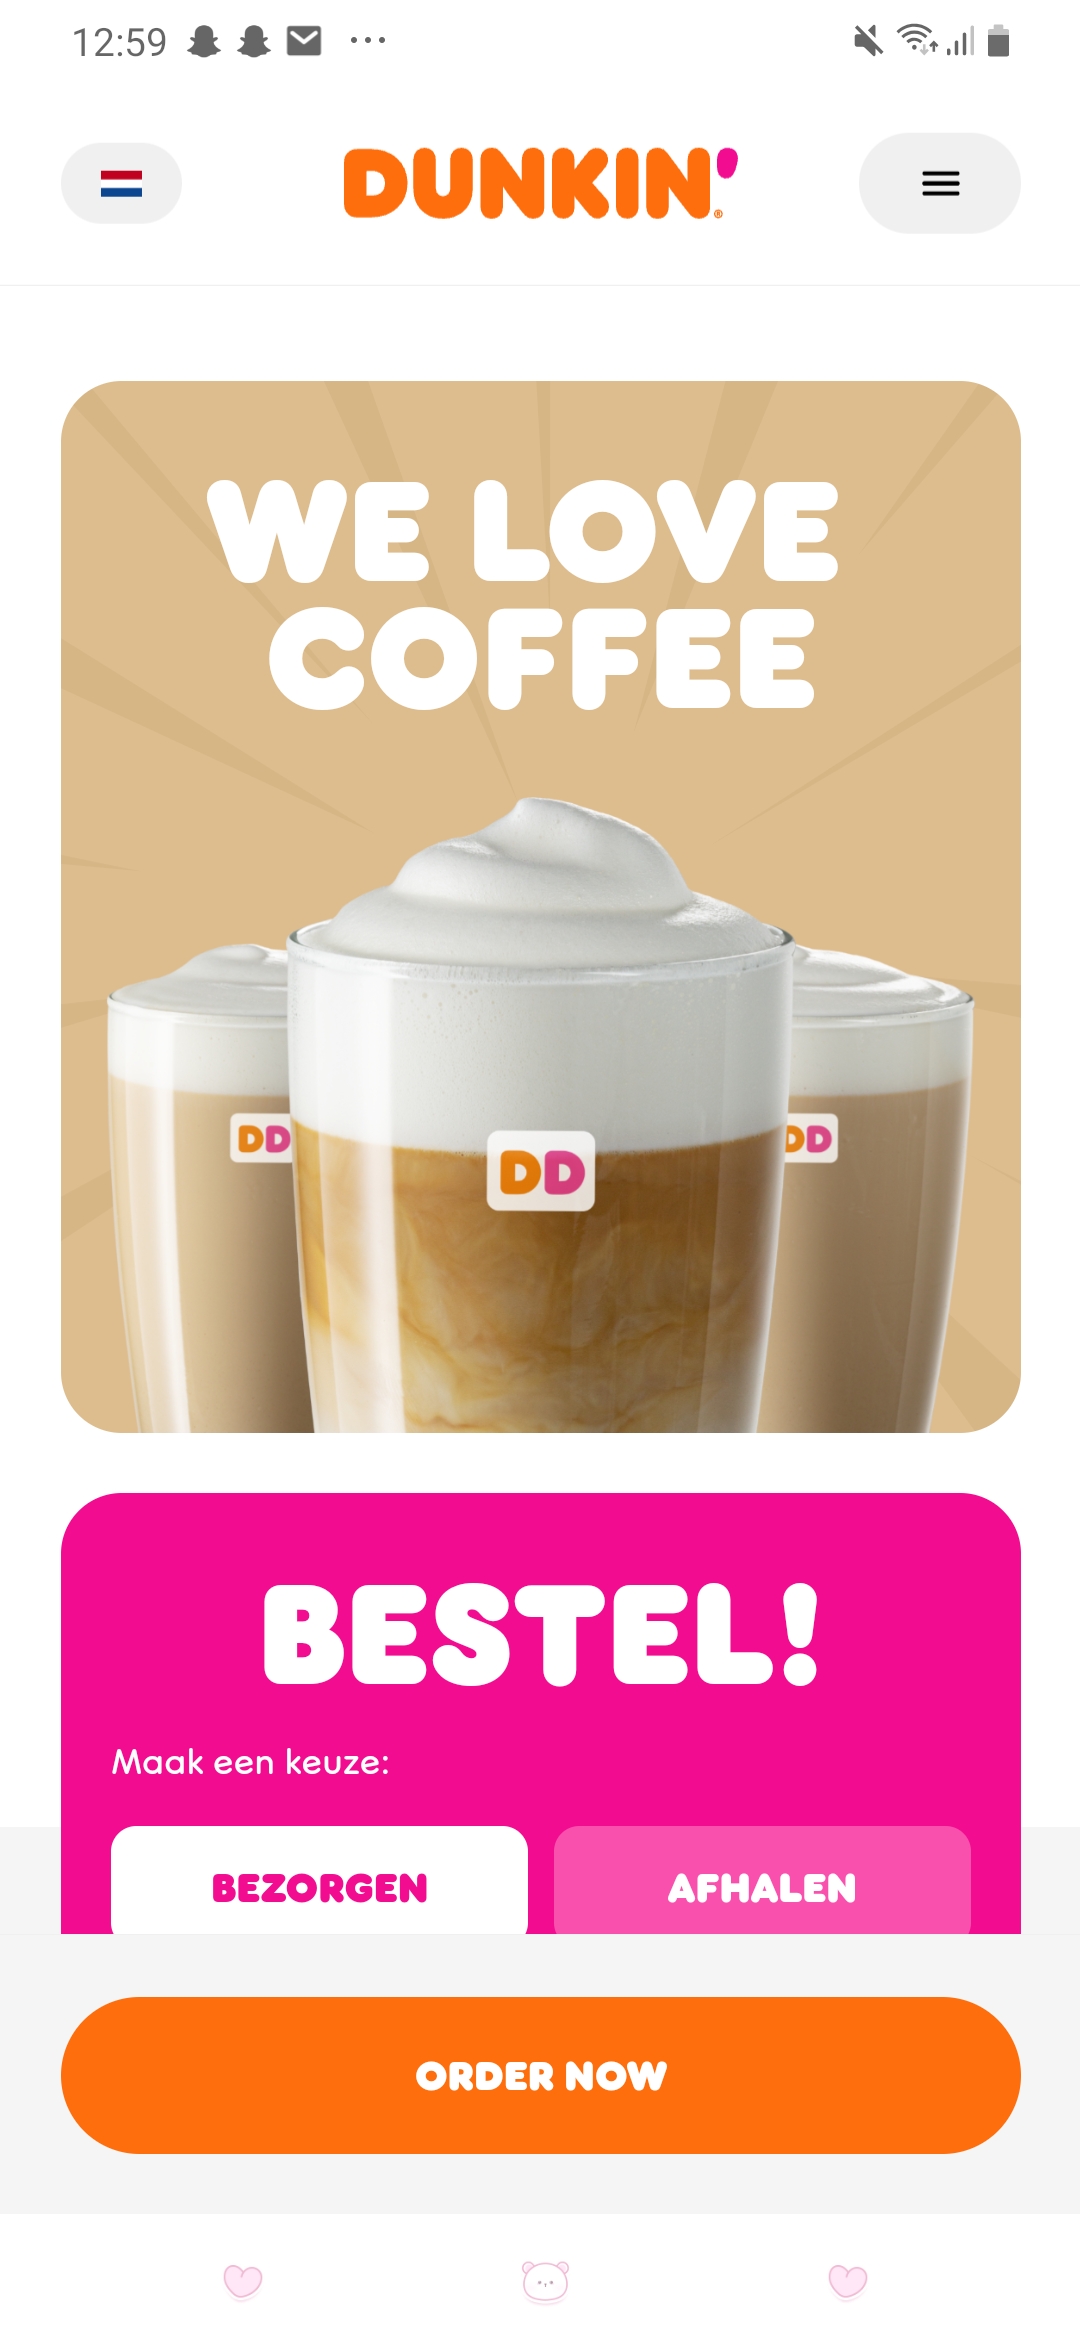 12:59
DUNKIN'®
WE LOVE
COFFEE
DD
DD
DD
BESTEL!
Maak een keuze:
BEZORGEN
AFHALEN
ORDER NOW